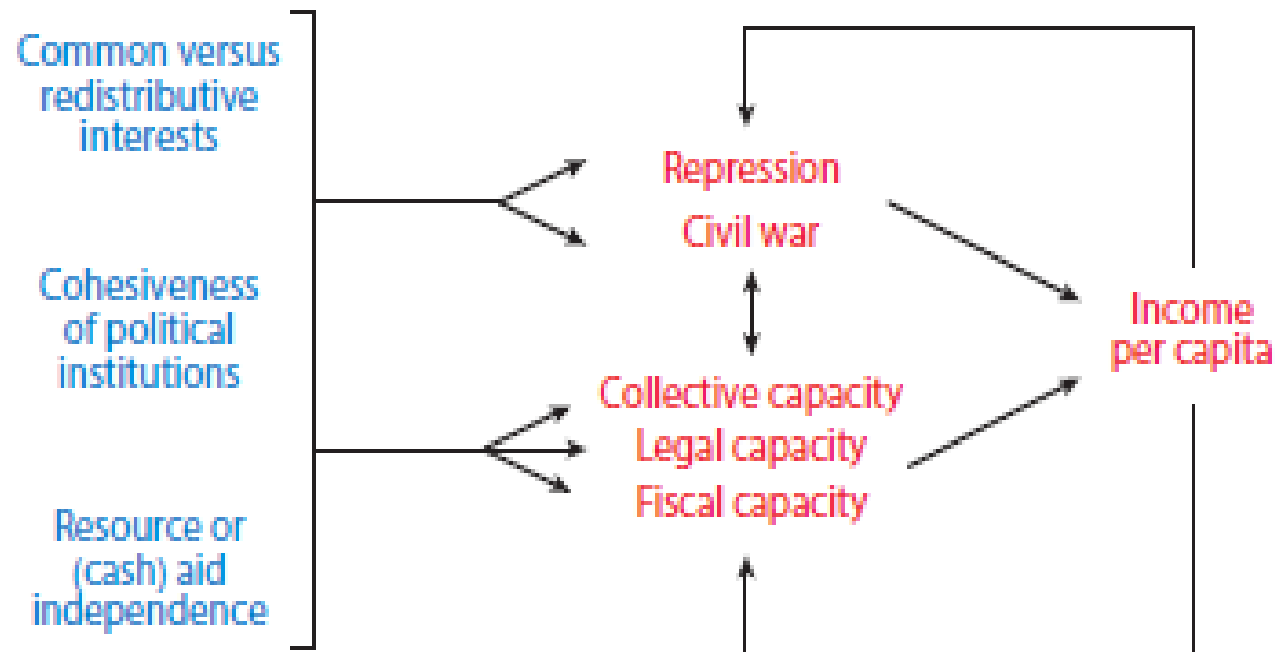 Common versus
redistributive
interests
Cohesiveness
of political
institutions
Resource or
(cash) aid
independence
Repression
Civil war
Collective capacity
Legal capacity
Fiscal capacity
Income
per capita